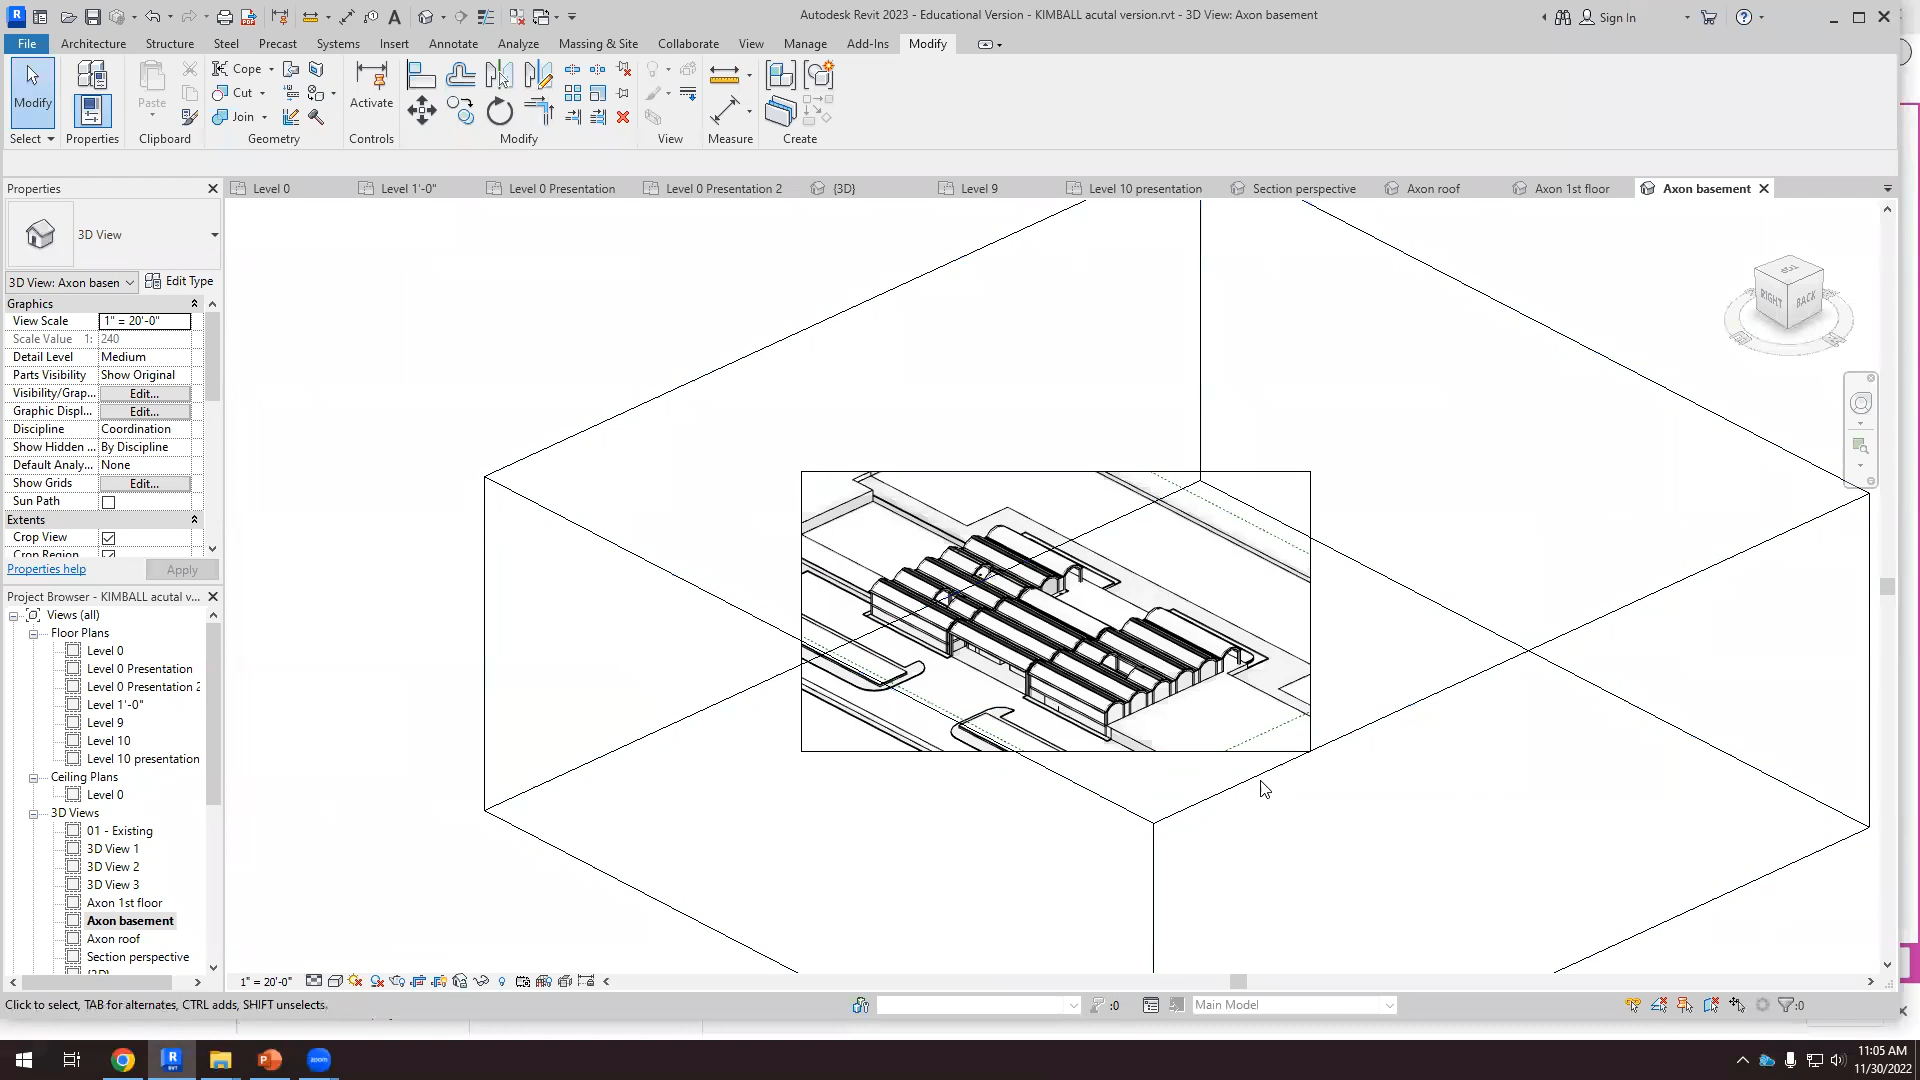 Autodesk Revit 2023 - Educational Version - KIMBALL acutal version.rvt - 3D View: Axon basement
Sign In
File Architecture Structure Steel Precast Systems Insert Annotate Analyze Massing & Site Collaborate View Manage Add-Ins Modify
Modify
Paste
Cope
Cut
Join
Activate
Select Properties Clipboard Geometry Controls Modify View Measure Create
Properties
Level 0 Level 1'-0" Level 0 Presentation Level 0 Presentation 2 {3D} Level 9 Level 10 presentation Section perspective Axon roof Axon 1st floor Axon basement
3D View
3D View: Axon basen Edit Type
Graphics
View Scale 1" = 20'-0"
Scale Value 1: 240
Detail Level Medium
Parts Visibility Show Original
Visibility/Grap... Edit...
Graphic Displ... Edit...
Discipline Coordination
Show Hidden ... By Discipline
Default Analy... None
Show Grids Edit...
Sun Path
Extents
Crop View
Crop Region
Properties help Apply
Project Browser - KIMBALL acutal v...
Views (all)
Floor Plans
Level 0
Level 0 Presentation
Level 0 Presentation 2
Level 1'-0"
Level 9
Level 10
Level 10 presentation
Ceiling Plans
Level 0
3D Views
01 - Existing
3D View 1
3D View 2
3D View 3
Axon 1st floor
Axon basement
Axon roof
Section perspective
{3D}
TOP
RIGHT BACK
1" = 20'-0"
Click to select, TAB for alternates, CTRL adds, SHIFT unselects.
:0
Main Model
:0
zoom
11:05 AM
11/30/2022